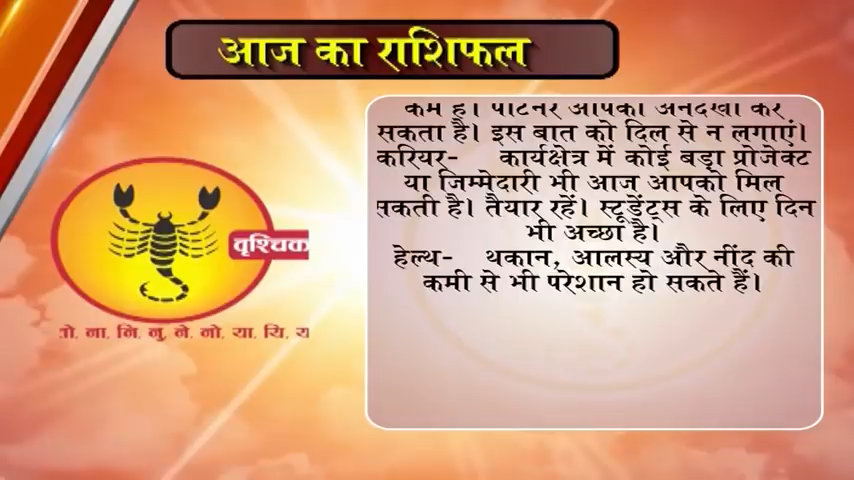 आज का राशिफल
कम है। पार्टनर आपको अनदेखा कर
सकता है। इस बात को दिल से न लगाएं।
करियर- कार्यक्षेत्र में कोई बड़ा प्रोजेक्ट
या जिम्मेदारी भी आज आपको मिल
सकती है। तैयार रहें। स्टूडेंट्स के लिए दिन
भी अच्छा है।
हेल्थ- थकान, आलस्य और नींद की
कमी से भी परेशान हो सकते हैं।
वृश्चिक
ना, नि, नु, ने, नो, या, यि,